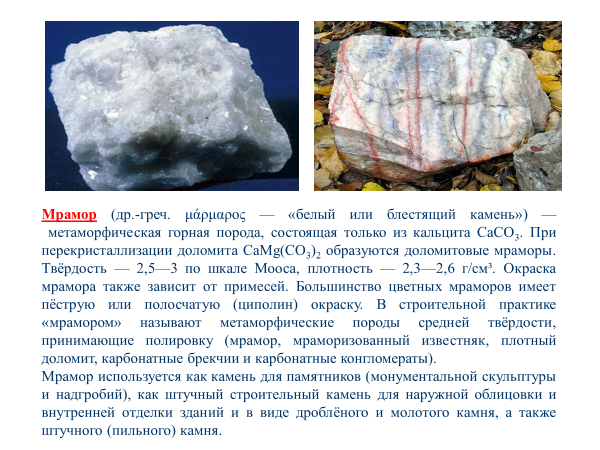 Мрамор (др.-греч. μάρμαρος — «белый или блестящий камень») —
метаморфическая горная порода, состоящая только из кальцита CaCO3. При
перекристаллизации доломита CaMg(CO3)2 образуются доломитовые мраморы.
Твёрдость — 2,5—3 по шкале Мооса, плотность — 2,3—2,6 г/см³. Окраска
мрамора также зависит от примесей. Большинство цветных мраморов имеет
пёструю или полосчатую (циполин) окраску. В строительной практике
«мрамором» называют метаморфические породы средней твёрдости,
принимающие полировку (мрамор, мраморизованный известняк, плотный
доломит, карбонатные брекчии и карбонатные конгломераты).
Мрамор используется как камень для памятников (монументальной скульптуры
и надгробий), как штучный строительный камень для наружной облицовки и
внутренней отделки зданий и в виде дроблёного и молотого камня, а также
штучного (пильного) камня.